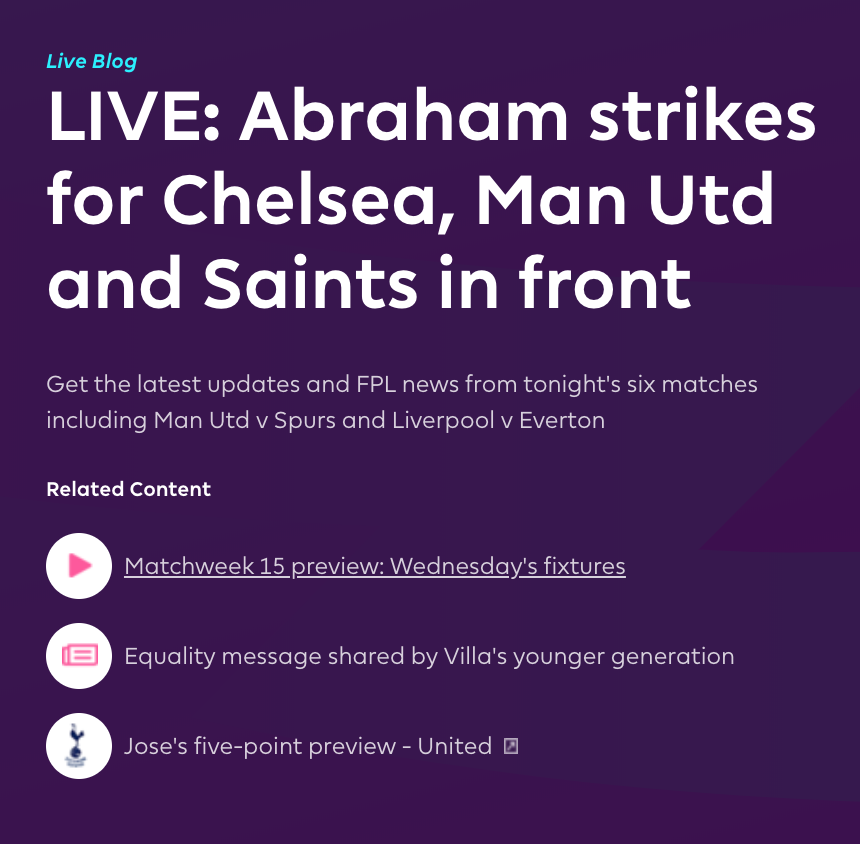 Live Blog
LIVE: Abraham strikes
for Chelsea, Man Utd
and Saints in front
Get the latest updates and FPL news from tonight's six matches
including Man Utd v Spurs and Liverpool v Everton
Related Content
Matchweek 15 preview: Wednesday's fixtures
Equality message shared by Villa's younger generation
Jose's five-point preview - United